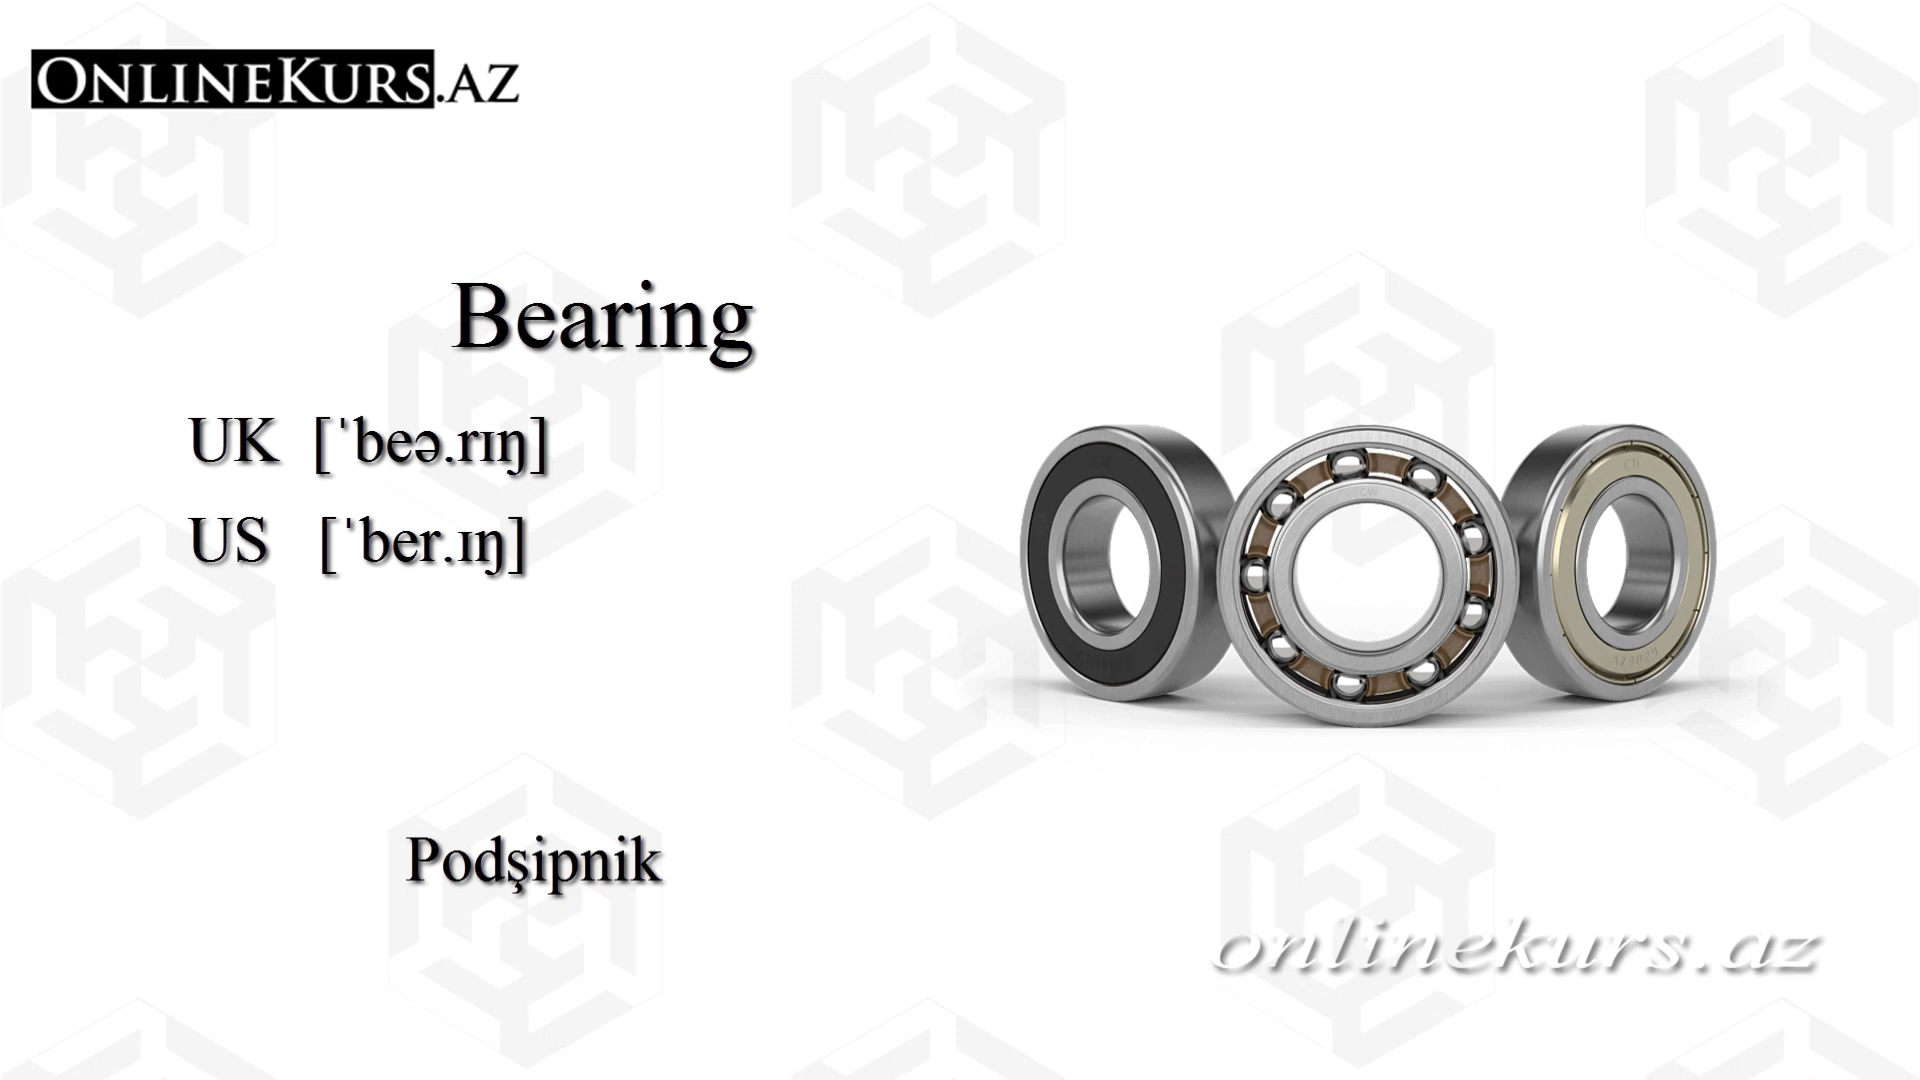 ONLINEKURS.AZ
Bearing
UK [ˈbeə.rɪŋ]
US [ˈber.ɪŋ]
Podşipnik
onlinekurs.az